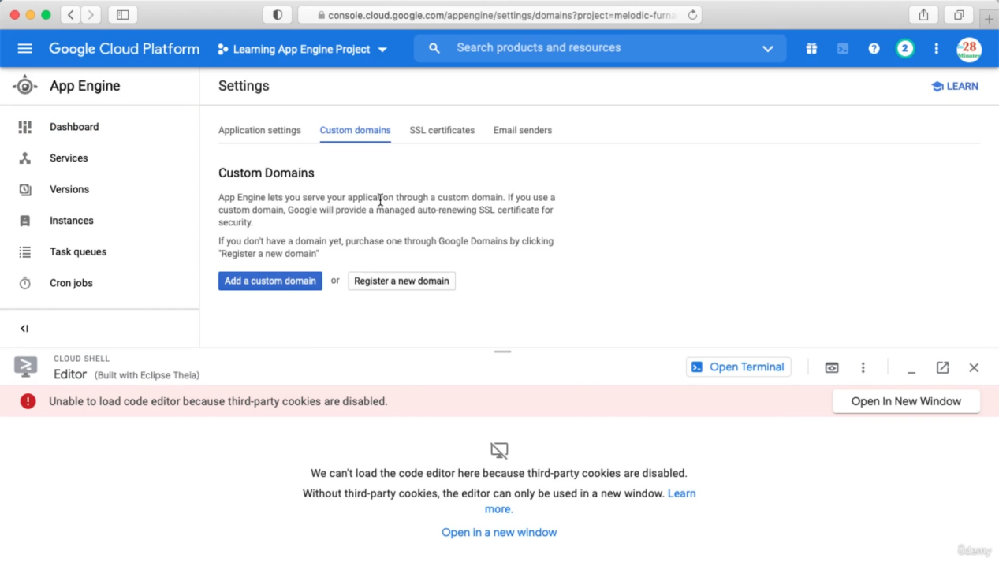 console.cloud.google.com/appengine/settings/domains?project=melodic-furna
Google Cloud Platform
Learning App Engine Project
Search products and resources
2
28
Minutes
App Engine
Settings
LEARN
Dashboard
Services
Versions
Instances
Task queues
Cron jobs
Application settings
Custom domains
SSL certificates
Email senders
Custom Domains
App Engine lets you serve your application through a custom domain. If you use a
custom domain, Google will provide a managed auto-renewing SSL certificate for
security.
If you don't have a domain yet, purchase one through Google Domains by clicking
"Register a new domain"
Add a custom domain
or
Register a new domain
CLOUD SHELL
Editor (Built with Eclipse Theia)
Open Terminal
Unable to load code editor because third-party cookies are disabled.
Open In New Window
We can't load the code editor here because third-party cookies are disabled.
Without third-party cookies, the editor can only be used in a new window. Learn
more.
Open in a new window
ûdemy